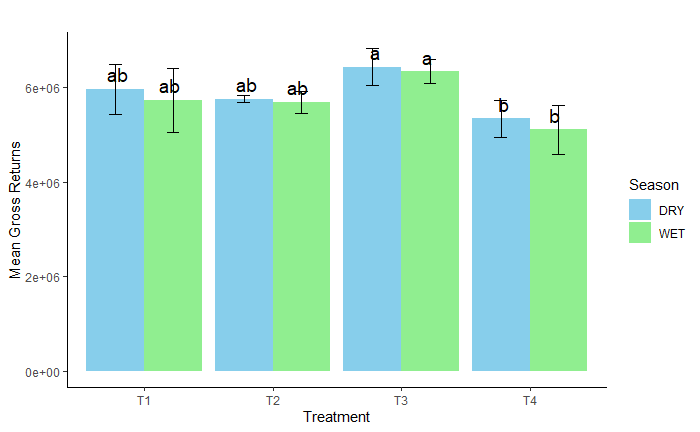 a a
ab ab ab ab
b b
6e+06
4e+06
2e+06
0e+00
Mean Gross Returns
T1 T2 T3 T4
Treatment
Season
DRY
WET